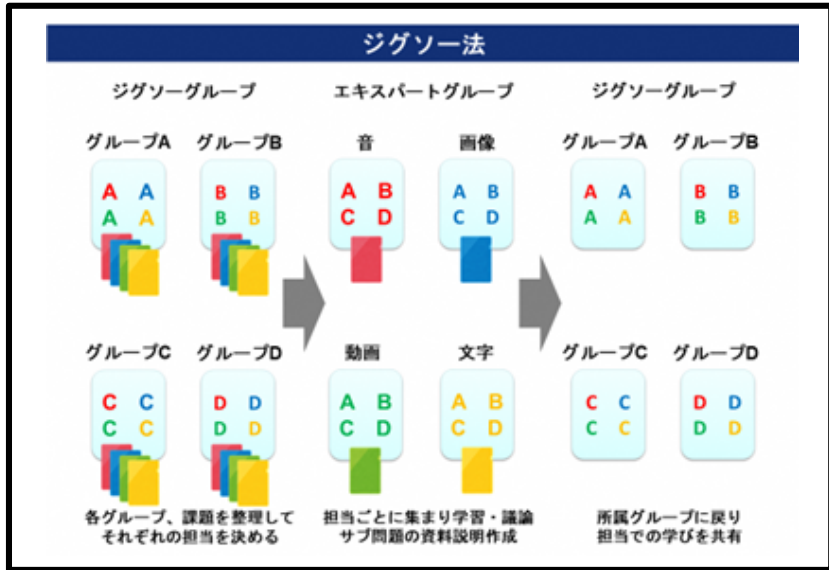 ジグソー法
ジグソーグループ
グループA グループB
A A B B
A A B B
グループC グループD
C C D D
C C D D
各グループ、課題を整理して
それぞれの担当を決める
エキスパートグループ
音 画像
A B A B
C D C D
動画 文字
A B A B
C D C D
担当ごとに集まり学習・議論
サブ問題の資料説明作成
ジグソーグループ
グループA グループB
A A B B
A A B B
グループC グループD
C C D D
C C D D
所属グループに戻り
担当での学びを共有